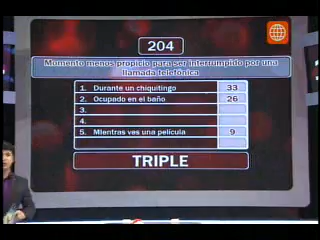 204
Momento menos propicio para ser interrumpido por una
llamada telefónica
1. Durante un chiquitingo 33
2. Ocupado en el baño 26
3.
4.
5. Mientras ves una película 9
TRIPLE